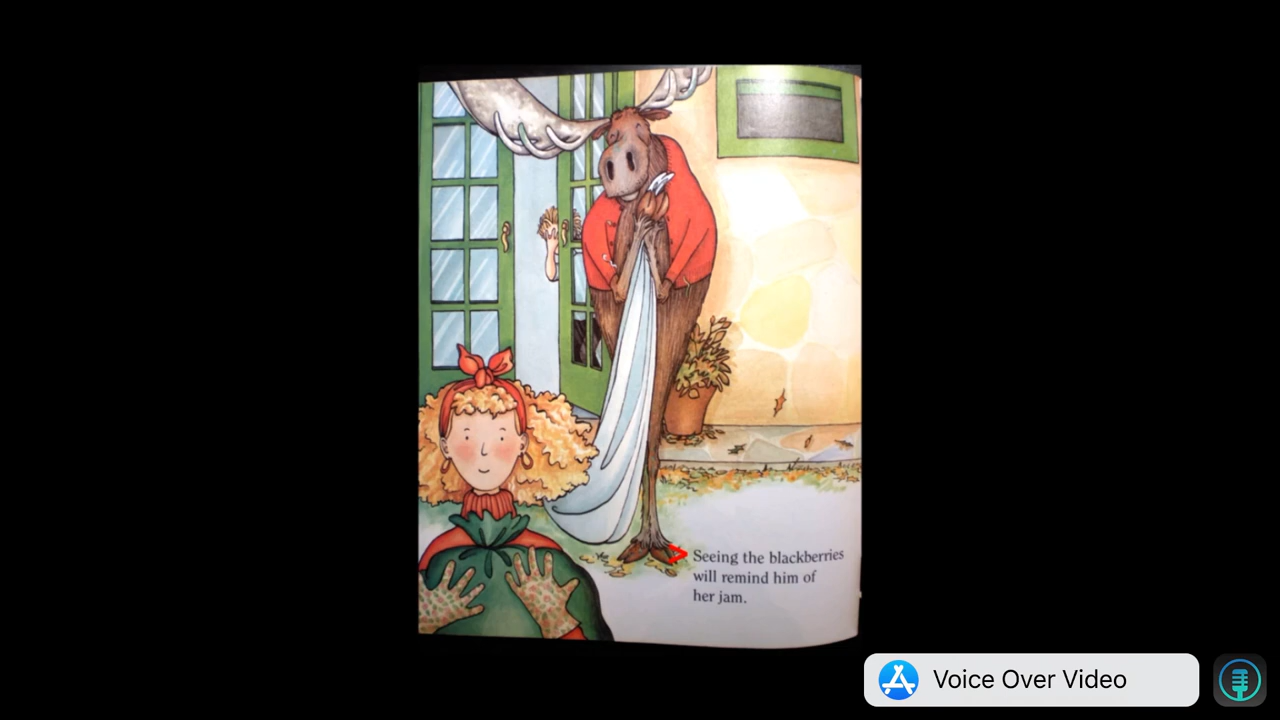 Seeing the blackberries
will remind him of
her jam.
Voice Over Video